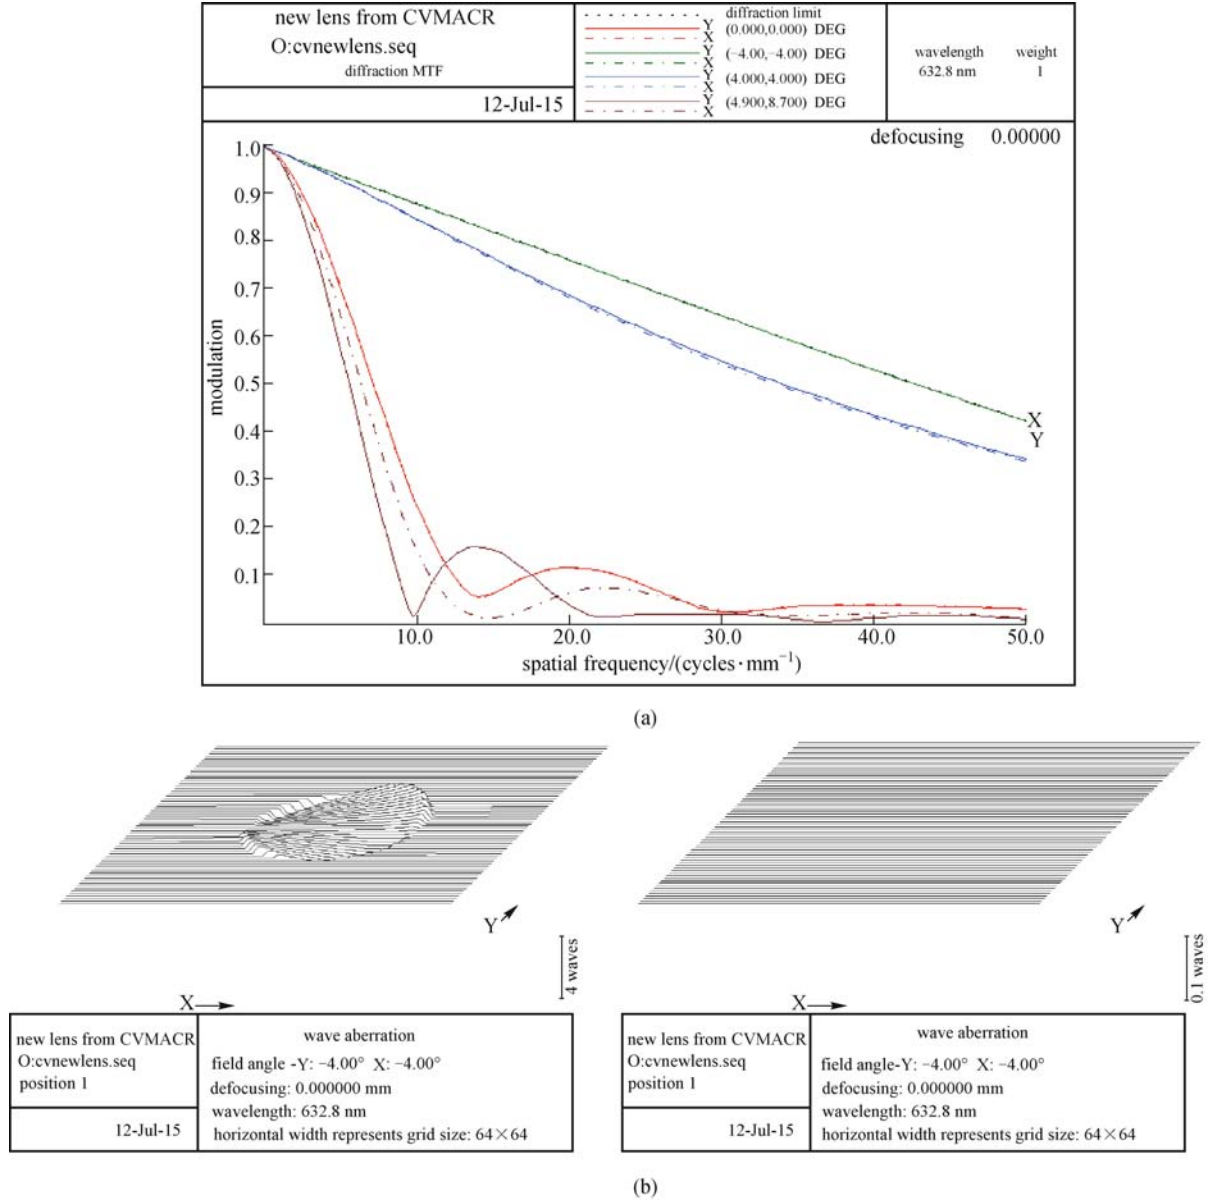 new lens from CVMACR
O:cvnewlens.seq
diffraction MTF
12-Jul-15
diffraction limit
Y (0.000,0.000) DEG
X
Y (−4.00,−4.00) DEG
X
Y (4.000,4.000) DEG
X
Y (4.900,8.700) DEG
X
wavelength weight
632.8 nm 1
defocusing 0.00000
1.0
0.9
0.8
0.7
0.6
0.5
0.4
0.3
0.2
0.1
modulation
X
Y
10.0 20.0 30.0 40.0 50.0
spatial frequency/(cycles·mm⁻¹)
(a)
Y
4 waves
X
new lens from CVMACR
O:cvnewlens.seq
position 1
12-Jul-15
wave aberration
field angle -Y: −4.00° X: −4.00°
defocusing: 0.000000 mm
wavelength: 632.8 nm
horizontal width represents grid size: 64×64
Y
0.1 waves
X
new lens from CVMACR
O:cvnewlens.seq
position 1
12-Jul-15
wave aberration
field angle-Y: −4.00° X: −4.00°
defocusing: 0.000000 mm
wavelength: 632.8 nm
horizontal width represents grid size: 64×64
(b)